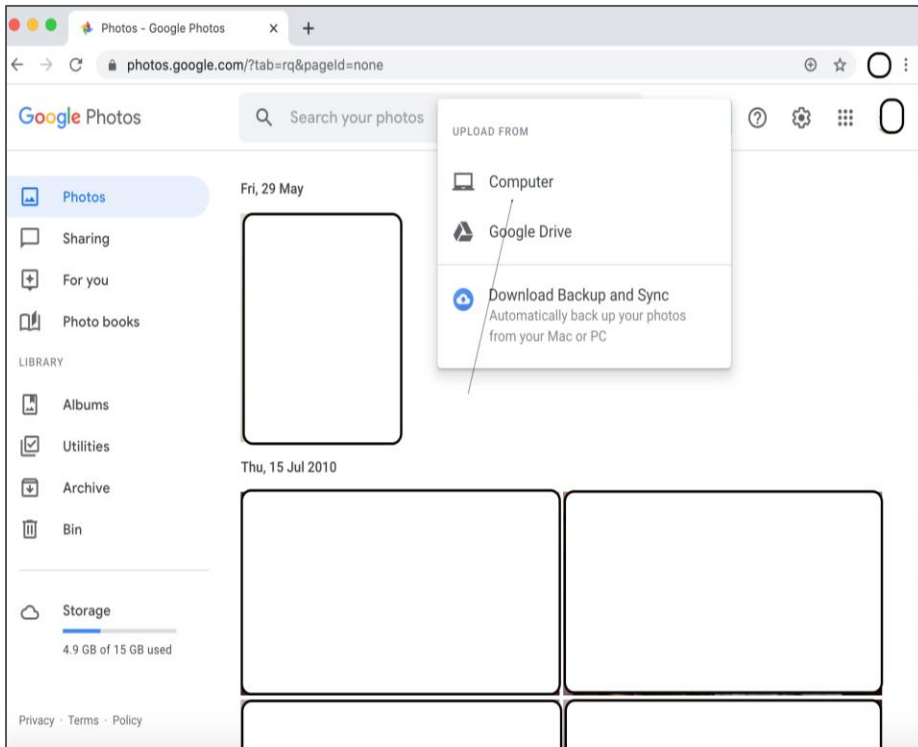 Photos - Google Photos
photos.google.com/?tab=rq&pageId=none
Google Photos
Search your photos
UPLOAD FROM
Computer
Google Drive
Download Backup and Sync
Automatically back up your photos
from your Mac or PC
Photos
Sharing
For you
Photo books
LIBRARY
Albums
Utilities
Archive
Bin
Storage
4.9 GB of 15 GB used
Privacy · Terms · Policy
Fri, 29 May
Thu, 15 Jul 2010